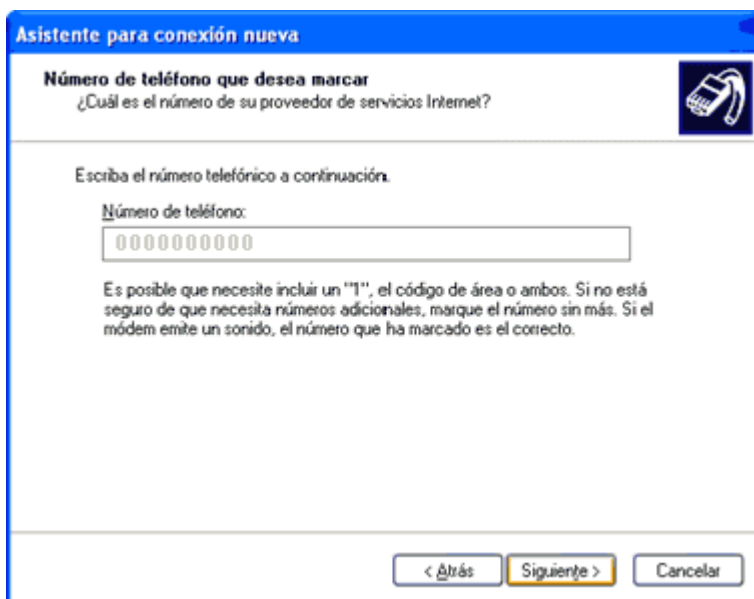 Asistente para conexión nueva
Número de teléfono que desea marcar
¿Cuál es el número de su proveedor de servicios Internet?
Escriba el número telefónico a continuación.
Número de teléfono:
0000000000
Es posible que necesite incluir un "1", el código de área o ambos. Si no está
seguro de que necesita números adicionales, marque el número sin más. Si el
módem emite un sonido, el número que ha marcado es el correcto.
< Atrás
Siguiente >
Cancelar